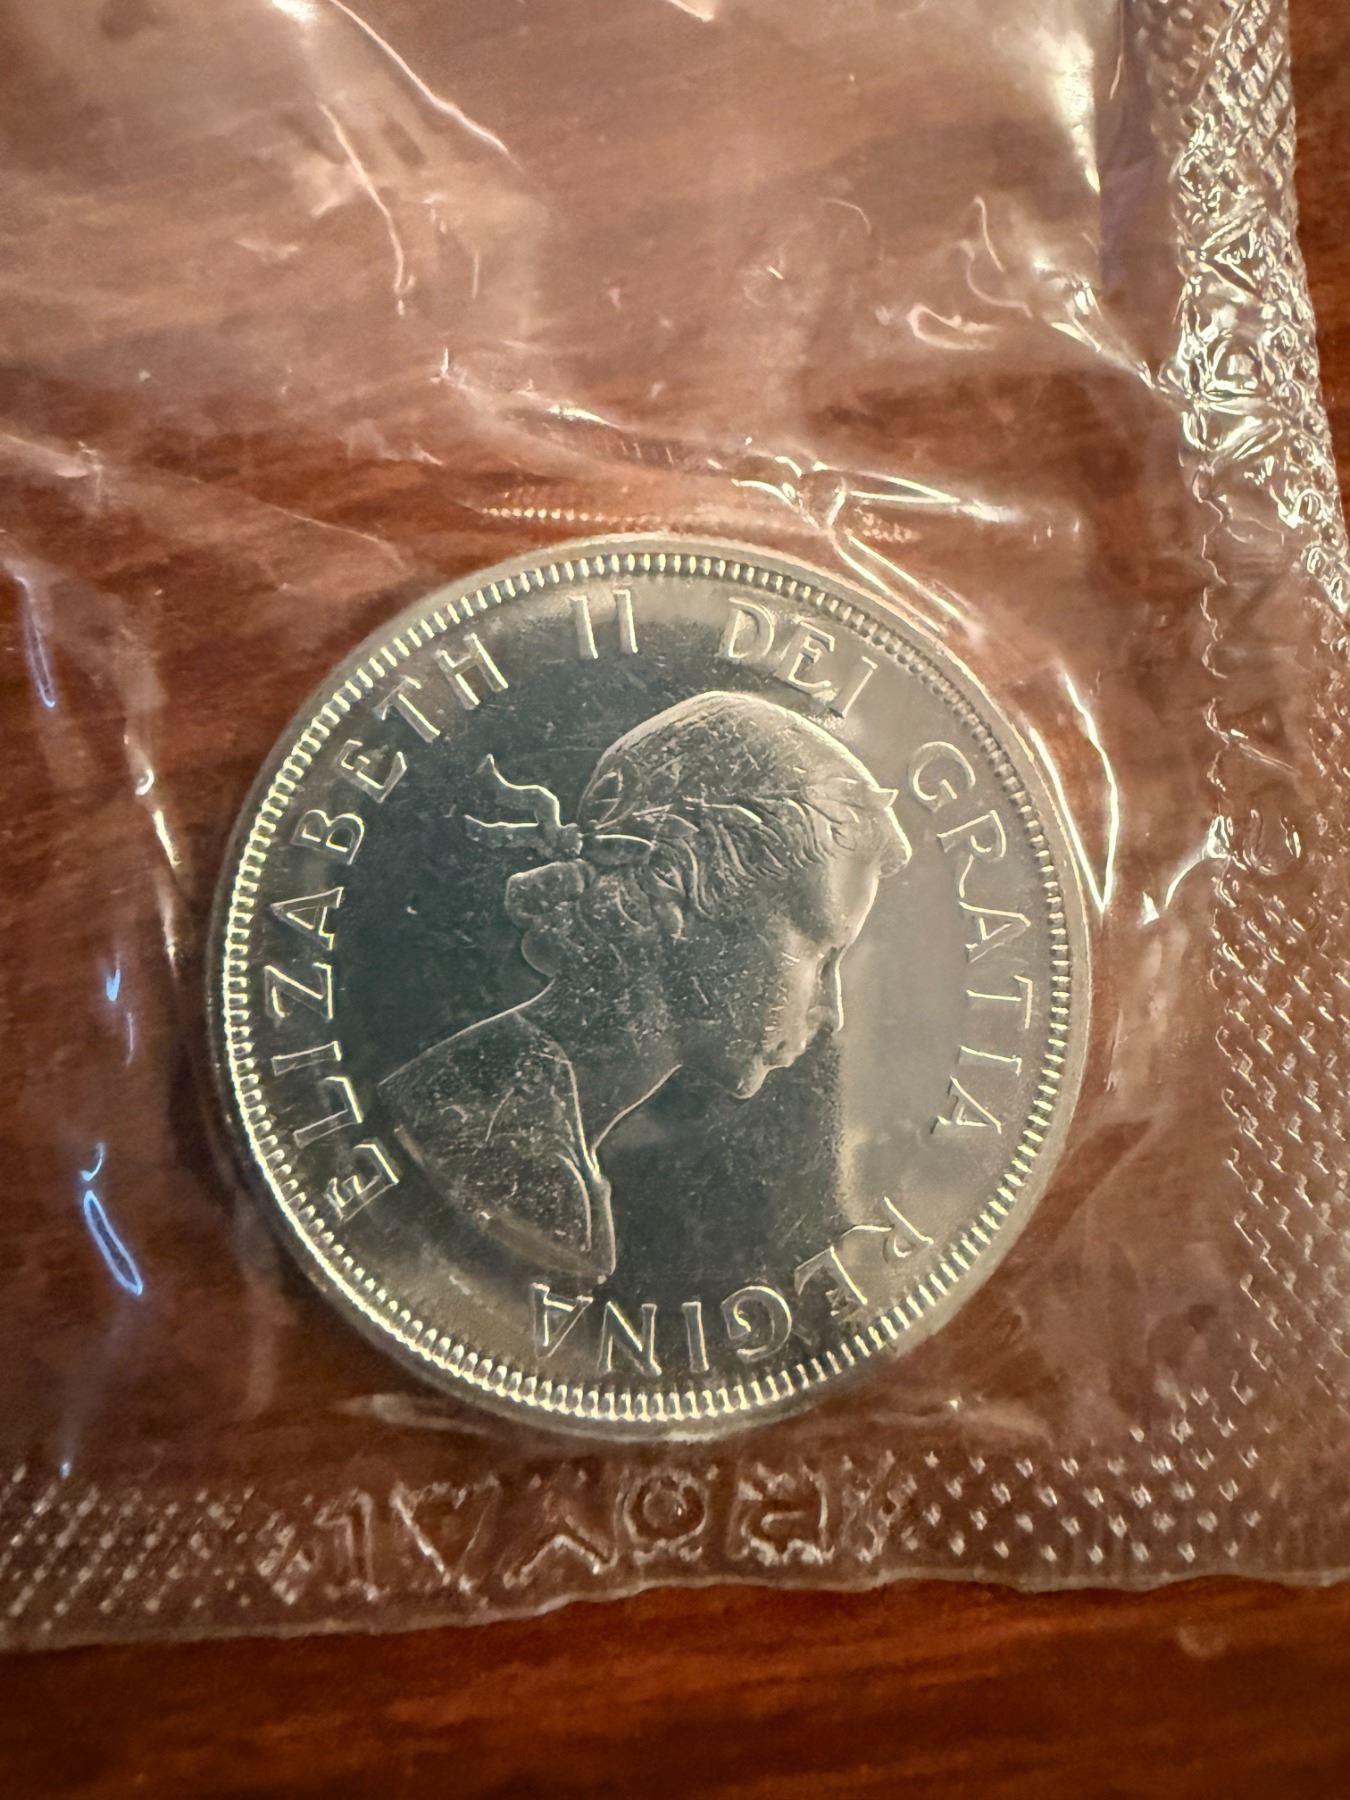 ELIZABETH II DEI GRATIA REGINA
ROYAL